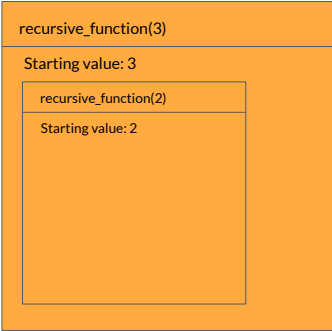 recursive_function(3)
Starting value: 3
recursive_function(2)
Starting value: 2